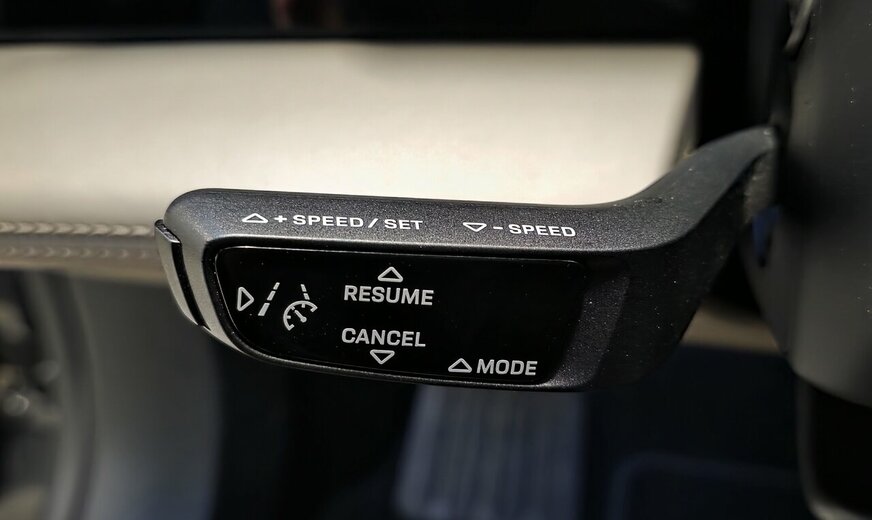 + SPEED / SET
- SPEED
RESUME
CANCEL
MODE